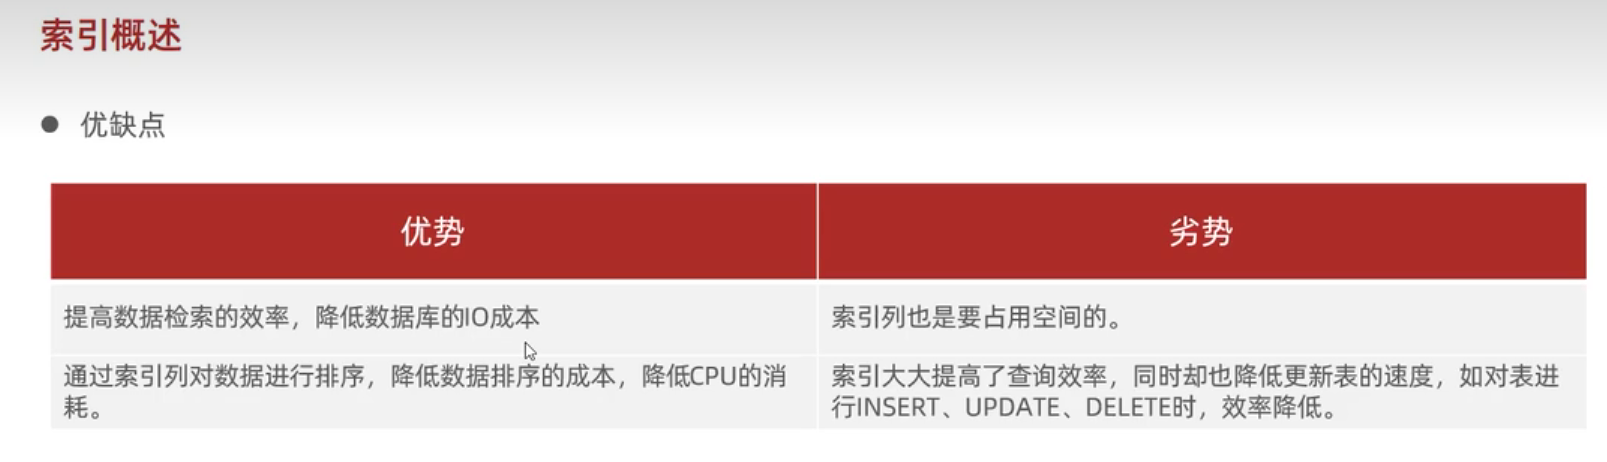 索引概述
● 优缺点
优势
劣势
提高数据检索的效率，降低数据库的IO成本
索引列也是要占用空间的。
通过索引列对数据进行排序，降低数据排序的成本，降低CPU的消
耗。
索引大大提高了查询效率，同时却也降低更新表的速度，如对表进
行INSERT、UPDATE、DELETE时，效率降低。